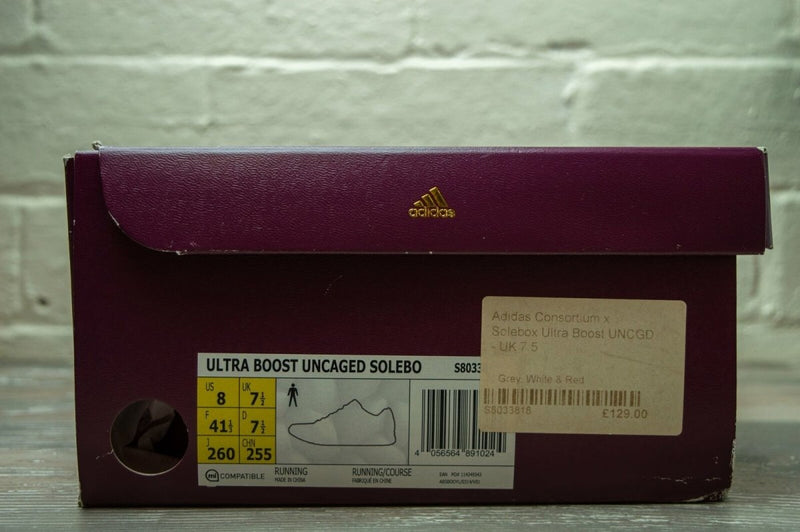 adidas
Adidas Consortium x
Solebox Ultra Boost UNCGD
- UK 7.5
Grey, White & Red
S8033818
£129.00
ULTRA BOOST UNCAGED SOLEBO
S8033
US 8 UK 7½
F 41⅓ D 7½
J 260 CHN 255
mi COMPATIBLE
RUNNING
MADE IN CHINA
RUNNING/COURSE
FABRIQUÉ EN CHINE
4 056564 891024